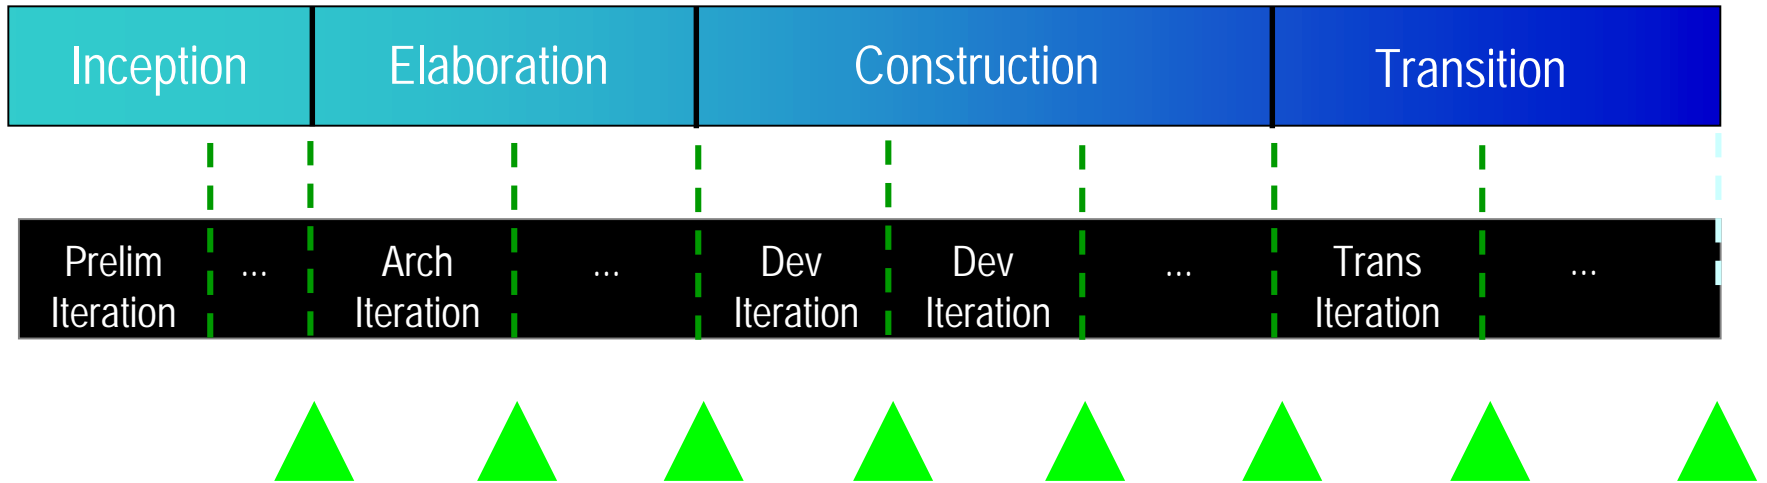 Inception Elaboration Construction Transition
Prelim ... Arch ... Dev Dev ... Trans ...
Iteration Iteration Iteration Iteration Iteration